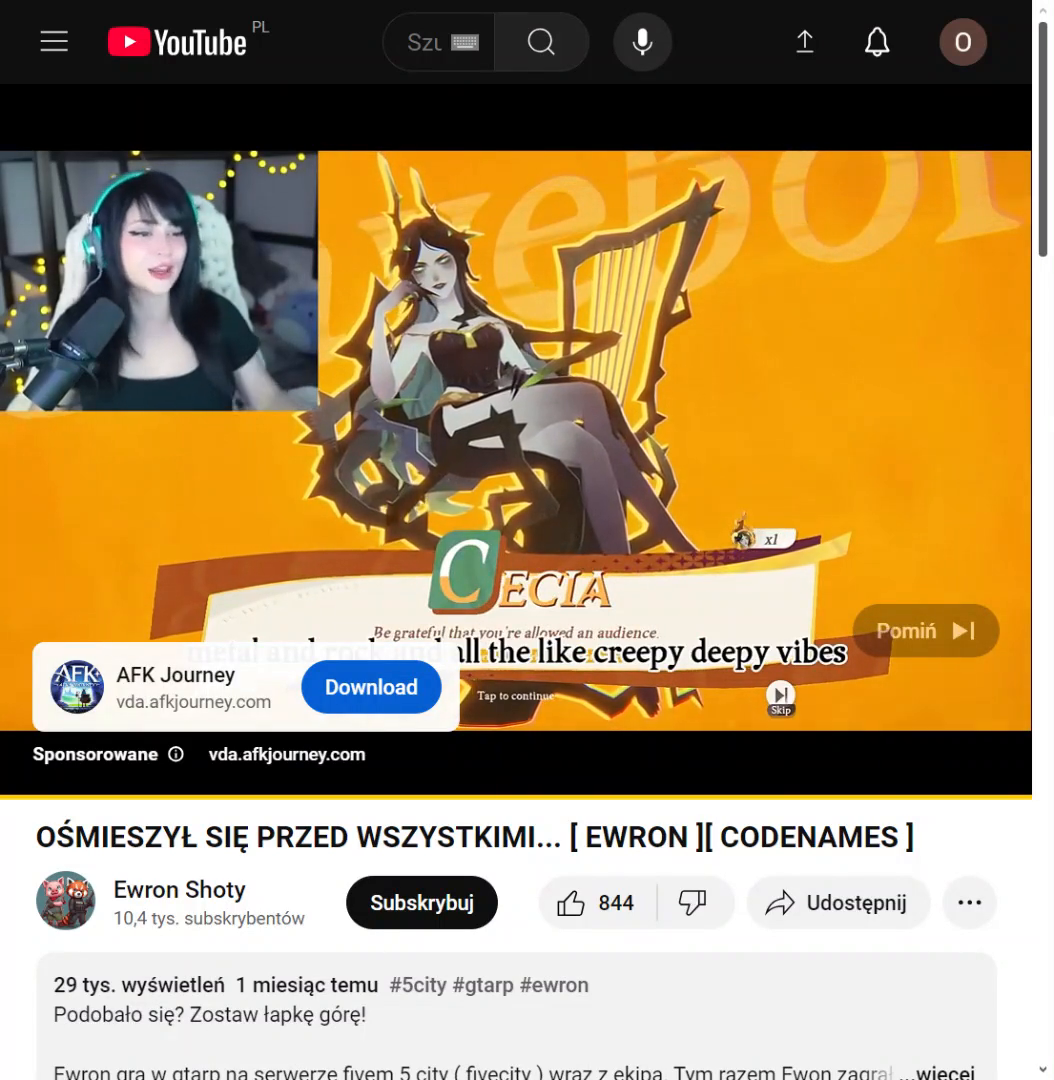 YouTube PL
Szu
O
x1
CECIA
Be grateful that you're allowed an audience.
metal and rock and all the like creepy deepy vibes
Pomiń
AFK
AFK Journey
vda.afkjourney.com
Download
Tap to continue
Skip
Sponsorowane vda.afkjourney.com
OŚMIESZYŁ SIĘ PRZED WSZYSTKIMI... [ EWRON ][ CODENAMES ]
Ewron Shoty
10,4 tys. subskrybentów
Subskrybuj
844
Udostępnij
29 tys. wyświetleń 1 miesiąc temu #5city #gtarp #ewron
Podobało się? Zostaw łapkę górę!
Ewron gra w gtarp na serwerze fivem 5 city ( fivecity ) wraz z ekipą. Tym razem Ewon zagrał ...więcej